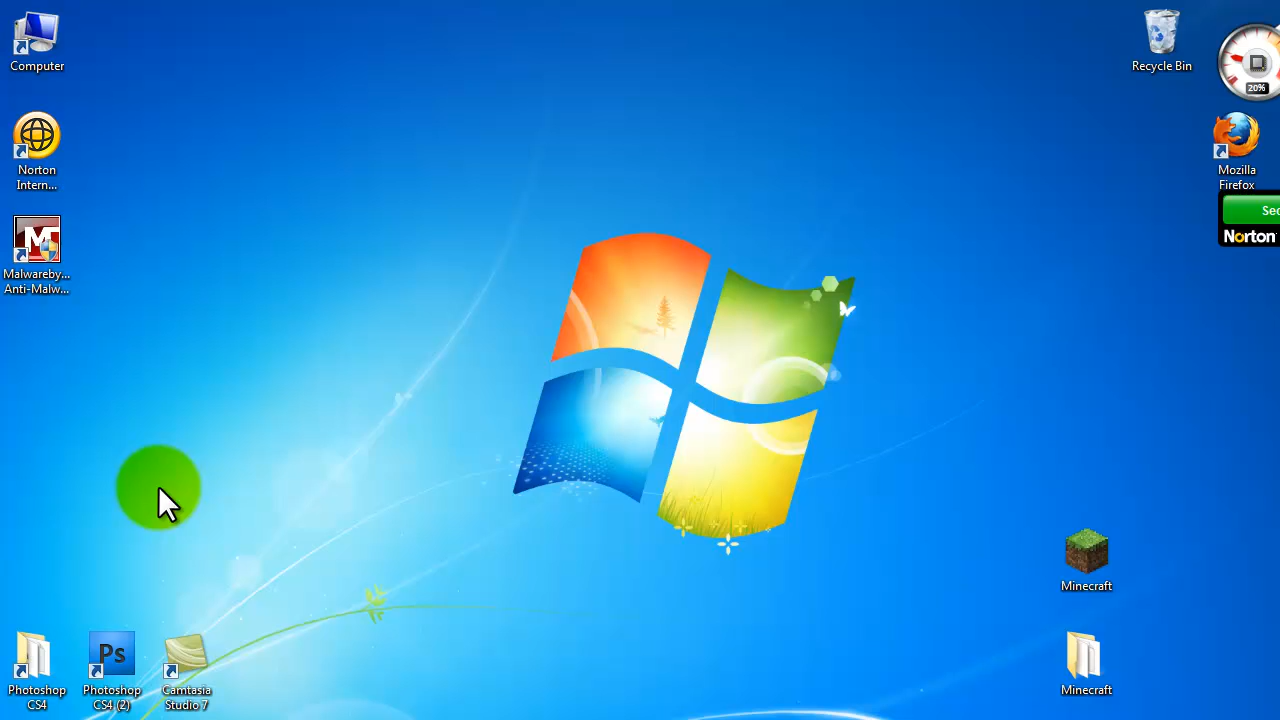 Computer
Norton
Intern...
Malwareby...
Anti-Malw...
Photoshop
CS4
Ps
Photoshop
CS4 (2)
Camtasia
Studio 7
Recycle Bin
20%
Mozilla
Firefox
Norton
Minecraft
Minecraft